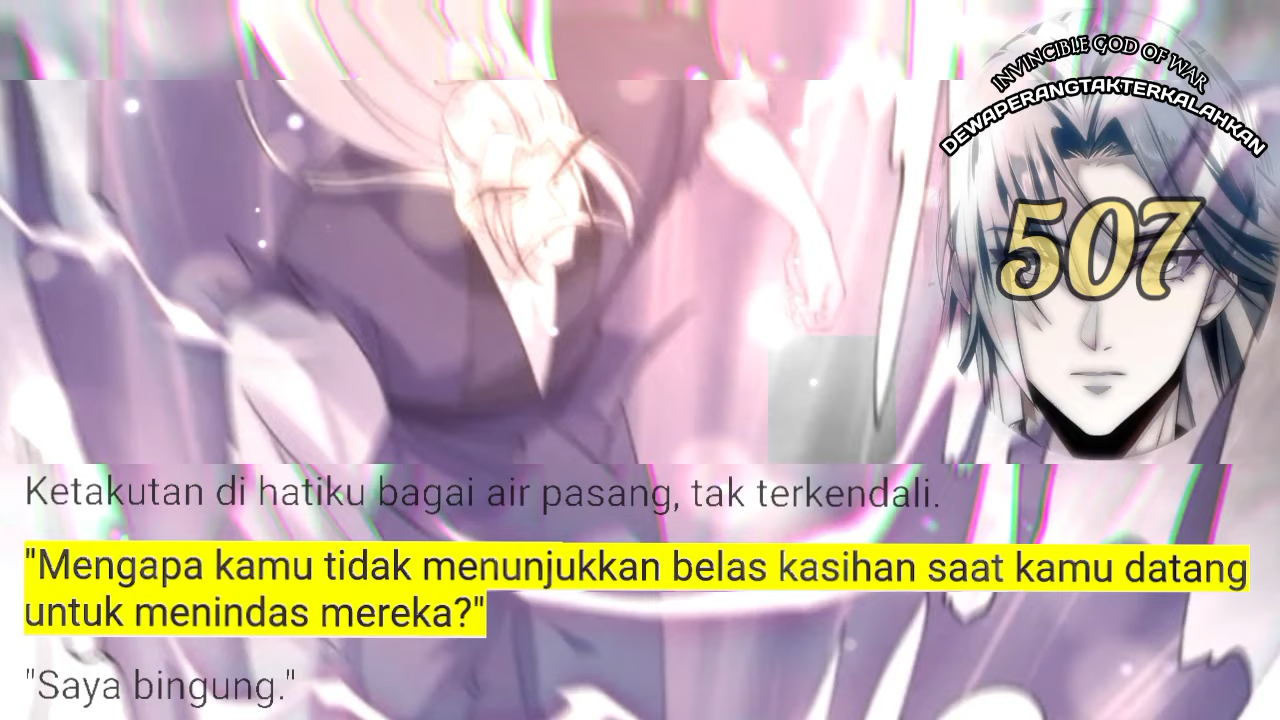 INVINCIBLE GOD OF WAR
DEWAPERANGTAKTERKALAHKAN
507
Ketakutan di hatiku bagai air pasang, tak terkendali.
"Mengapa kamu tidak menunjukkan belas kasihan saat kamu datang
untuk menindas mereka?"
"Saya bingung."